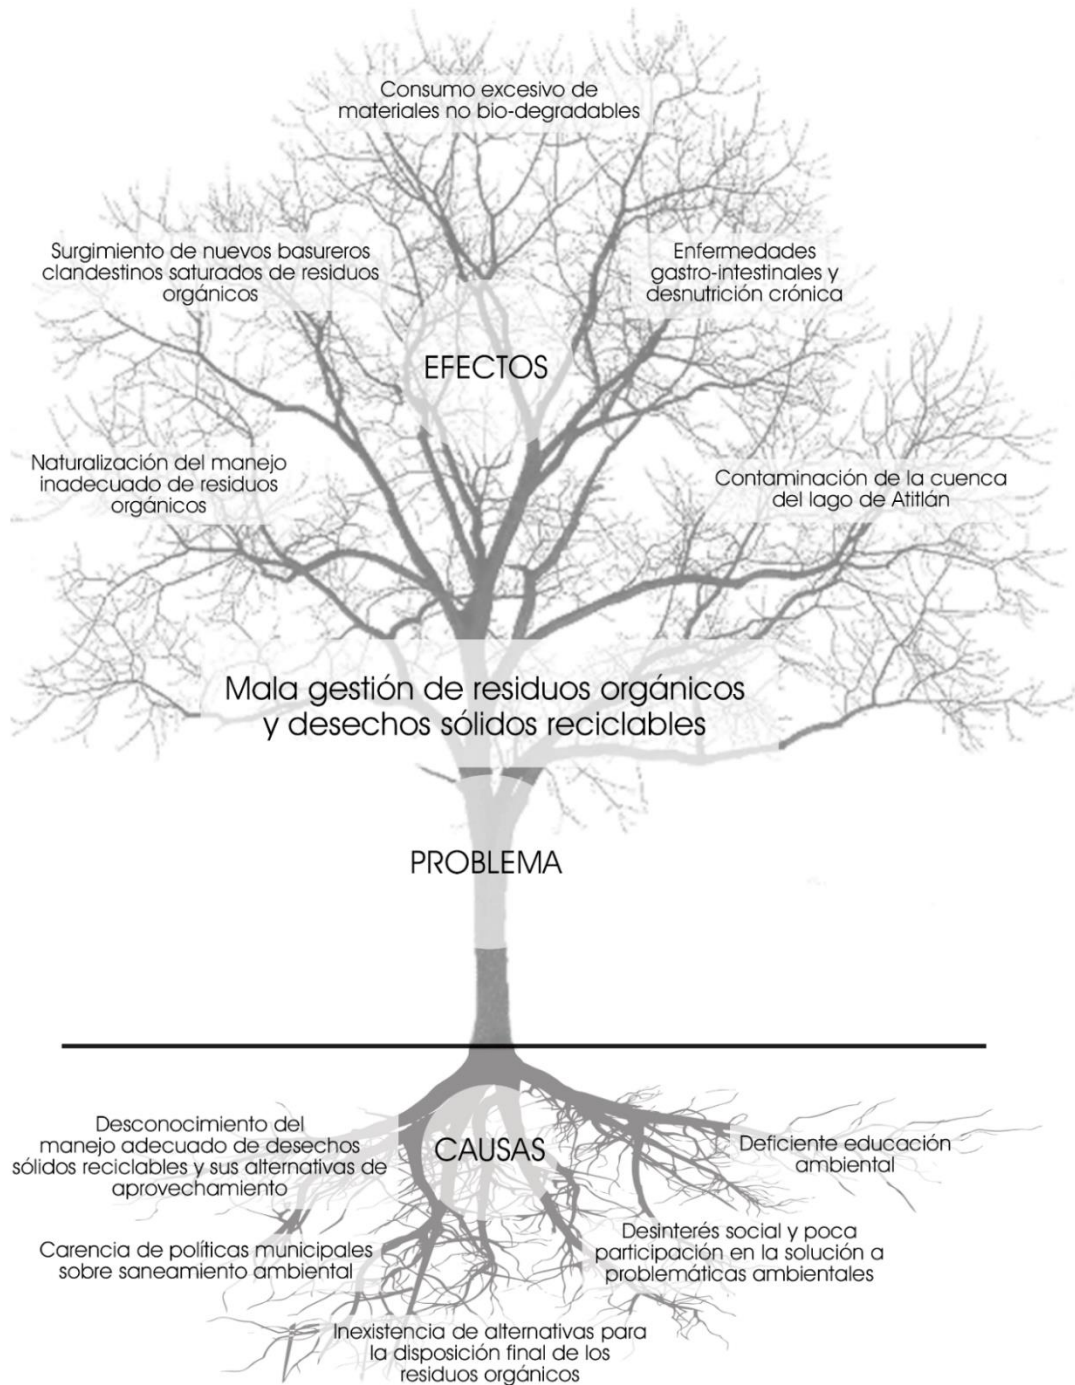 Consumo excesivo de
materiales no bio-degradables
Surgimiento de nuevos basureros
clandestinos saturados de residuos
orgánicos
Enfermedades
gastro-intestinales y
desnutrición crónica
EFECTOS
Naturalización del manejo
inadecuado de residuos
orgánicos
Contaminación de la cuenca
del lago de Atitlán
Mala gestión de residuos orgánicos
y desechos sólidos reciclables
PROBLEMA
Desconocimiento del
manejo adecuado de desechos
sólidos reciclables y sus alternativas de
aprovechamiento
CAUSAS
Deficiente educación
ambiental
Carencia de políticas municipales
sobre saneamiento ambiental
Desinterés social y poca
participación en la solución a
problemáticas ambientales
Inexistencia de alternativas para
la disposición final de los
residuos orgánicos